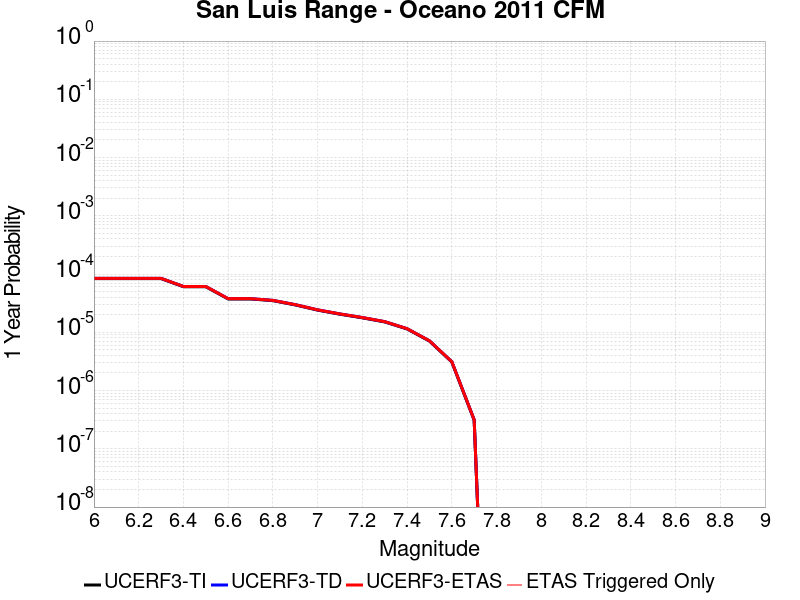 San Luis Range - Oceano 2011 CFM
10^0
10^-1
10^-2
10^-3
10^-4
10^-5
10^-6
10^-7
10^-8
1 Year Probability
6 6.2 6.4 6.6 6.8 7 7.2 7.4 7.6 7.8 8 8.2 8.4 8.6 8.8 9
Magnitude
UCERF3-TI UCERF3-TD UCERF3-ETAS ETAS Triggered Only